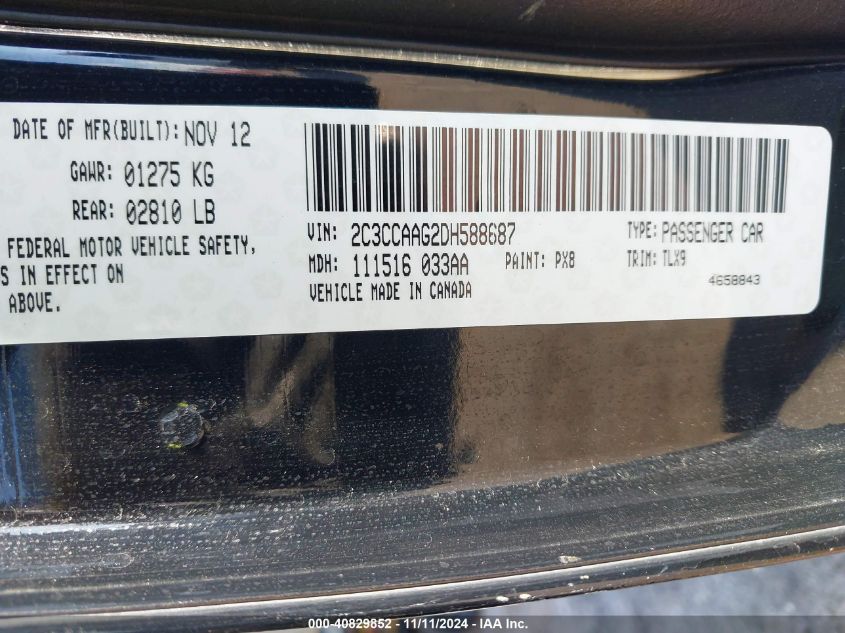 DATE OF MFR(BUILT): NOV 12
GAWR: 01275 KG
REAR: 02810 LB
FEDERAL MOTOR VEHICLE SAFETY,
S IN EFFECT ON
ABOVE.
VIN: 2C3CCAAG2DH588687
TYPE: PASSENGER CAR
MDH: 111516 033AA
PAINT: PX8
TRIM: TLX9
VEHICLE MADE IN CANADA
4658843
000-40829852 - 11/11/2024 - IAA Inc.